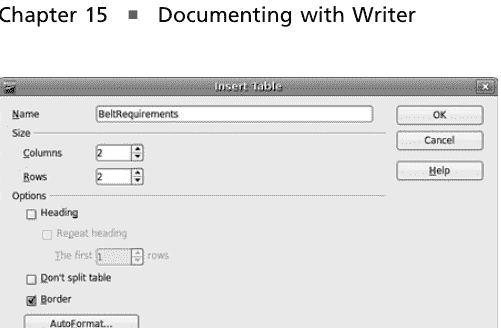 Chapter 15 ■ Documenting with Writer
Insert Table
Name BeltRequirements OK
Size
Cancel
Columns 2
Rows 2 Help
Options
Heading
Repeat heading
The first 1 rows
Don't split table
Border
AutoFormat...